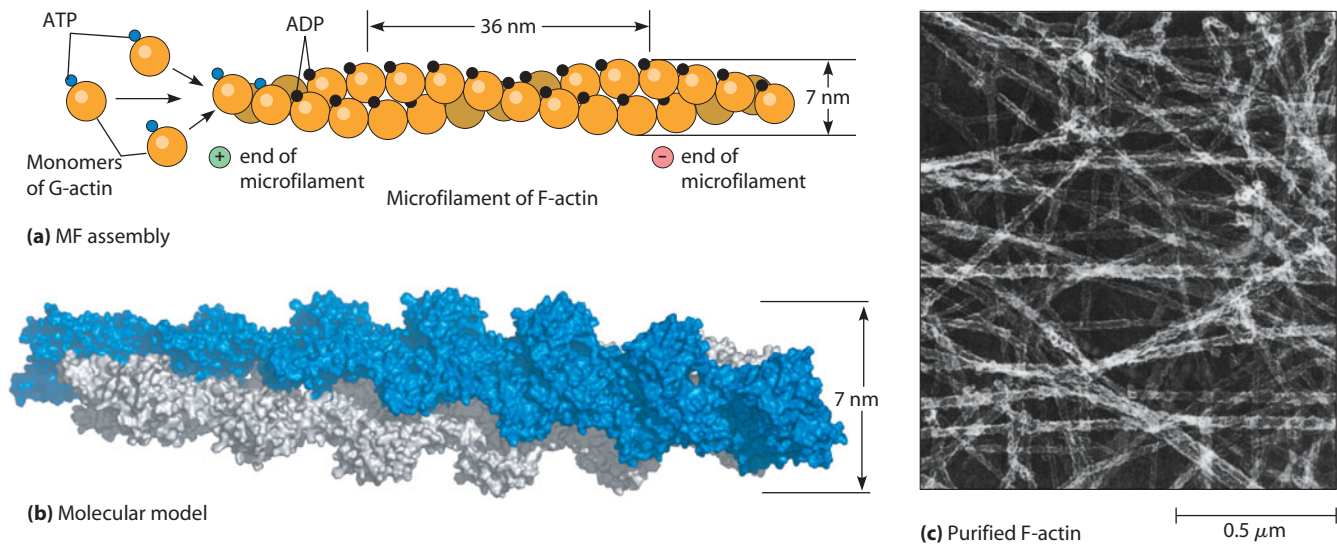 ATP
ADP
36 nm
7 nm
Monomers
of G-actin
+ end of
microfilament
− end of
microfilament
Microfilament of F-actin
(a) MF assembly
7 nm
(b) Molecular model
(c) Purified F-actin
0.5 μm